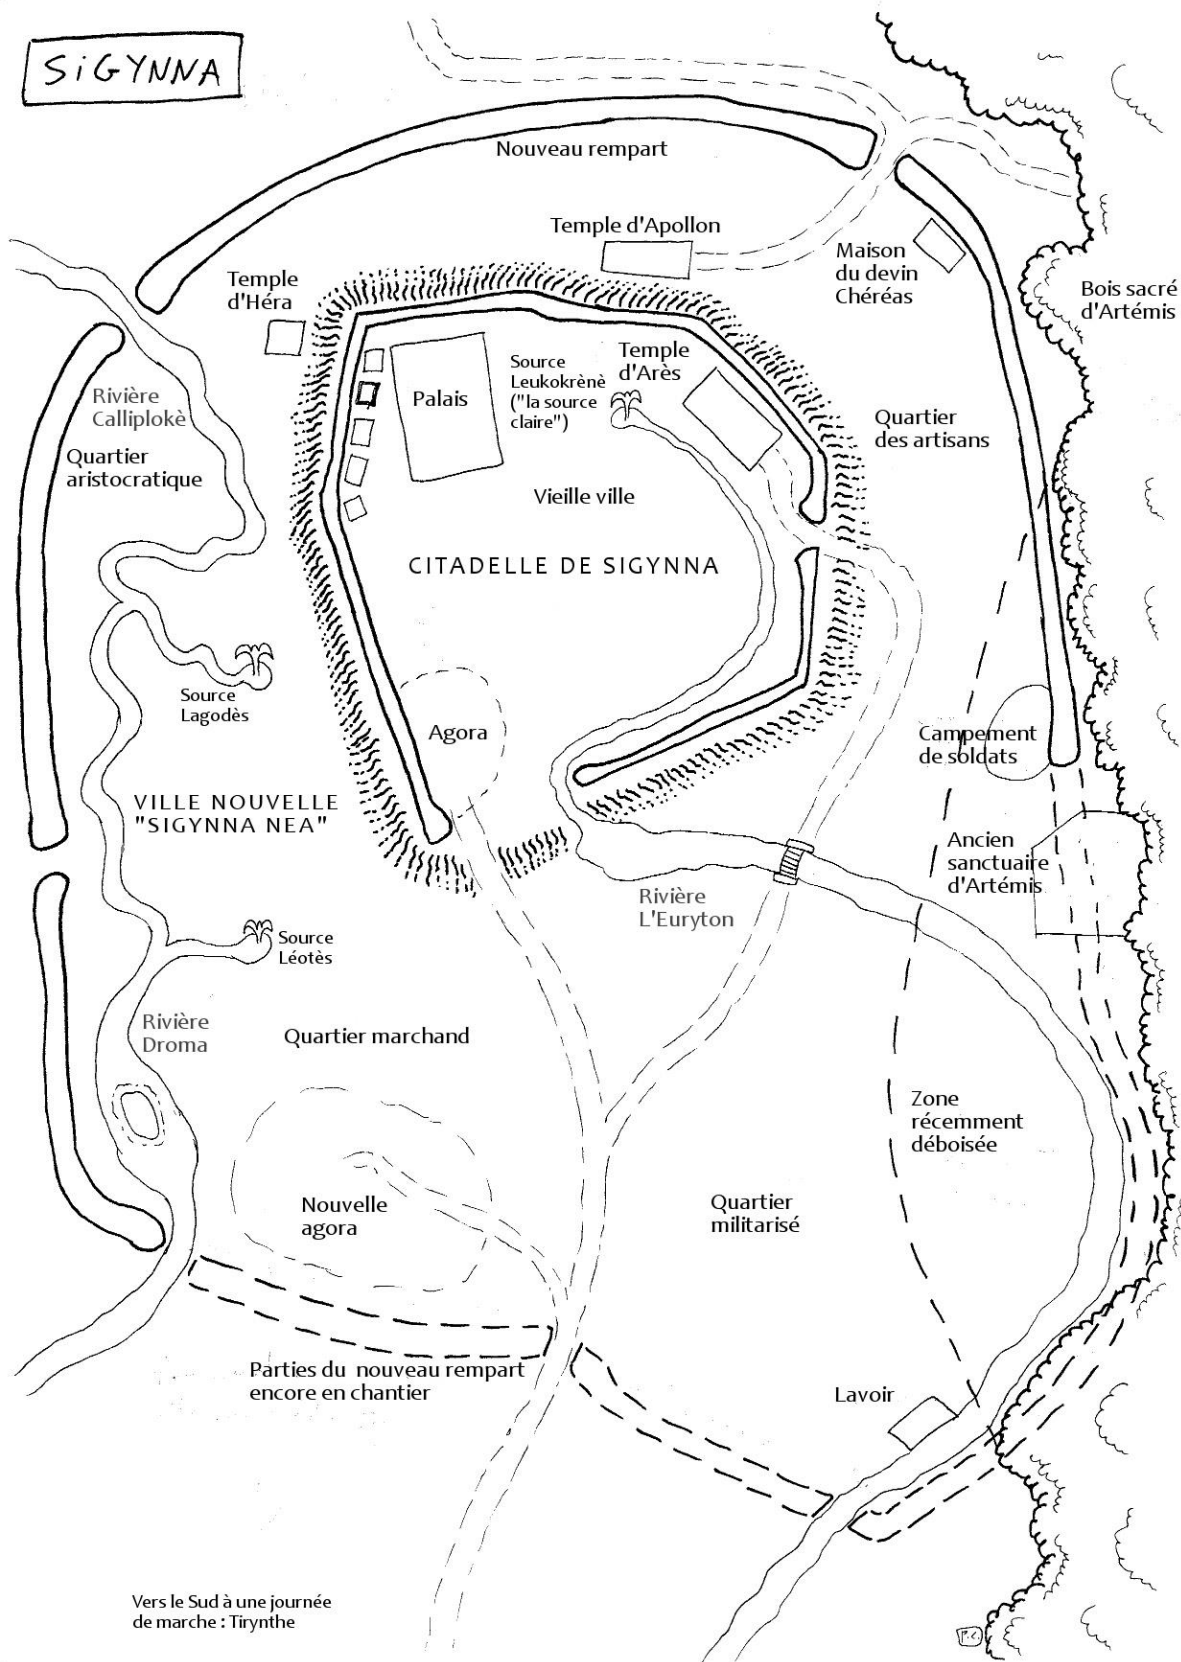 SiGYNNA
Nouveau rempart
Temple d'Apollon
Maison
du devin
Chéréas
Temple
d'Héra
Bois sacré
d'Artémis
Source
Leukokrènè
("la source
claire")
Temple
d'Arès
Palais
Rivière
Calliplokè
Quartier
aristocratique
Quartier
des artisans
Vieille ville
CITADELLE DE SIGYNNA
Source
Lagodès
Agora
Campement
de soldats
VILLE NOUVELLE
"SIGYNNA NEA"
Ancien
sanctuaire
d'Artémis
Rivière
L'Euryton
Source
Léotès
Rivière
Droma
Quartier marchand
Zone
récemment
déboisée
Nouvelle
agora
Quartier
militarisé
Parties du nouveau rempart
encore en chantier
Lavoir
Vers le Sud à une journée
de marche : Tirynthe
P.C.